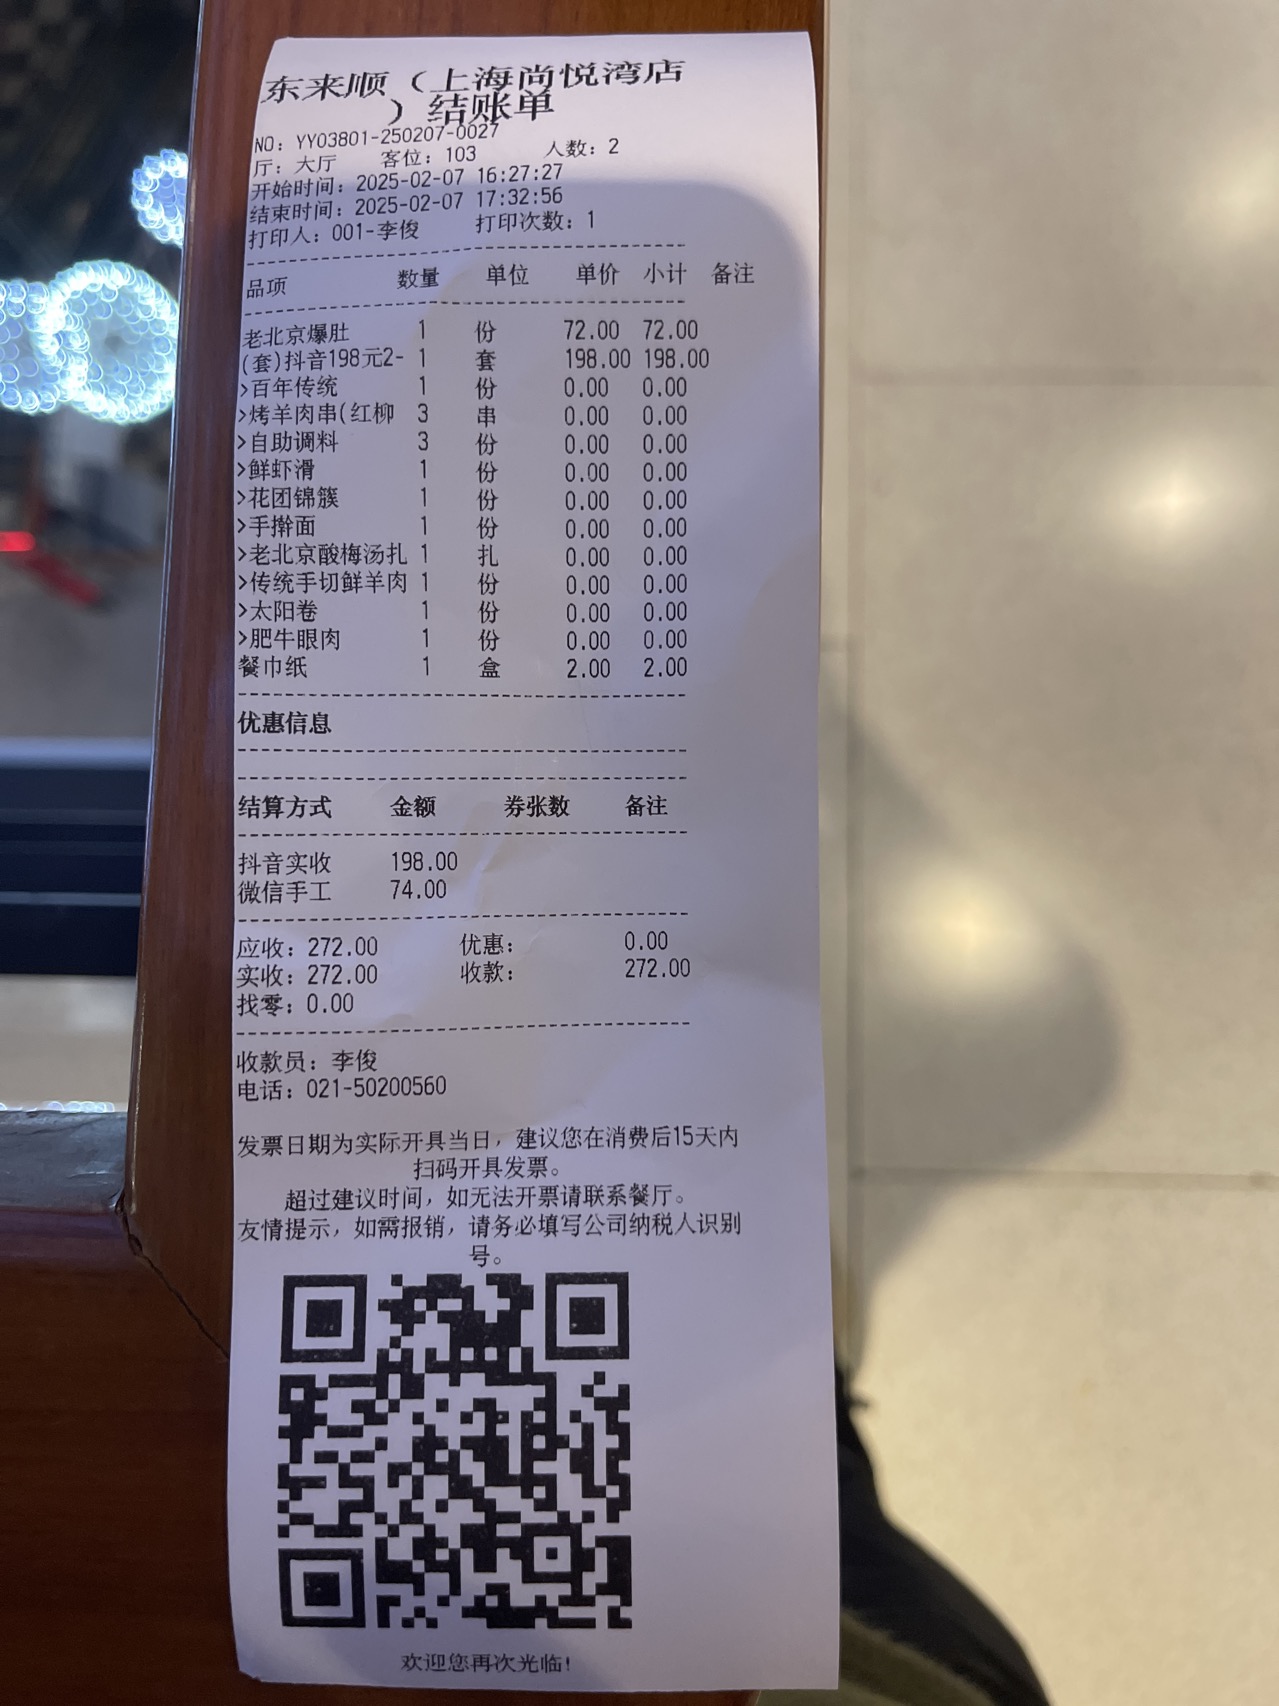 东来顺（上海尚悦湾店
）结账单
NO：YY03801-250207-0027
厅：大厅 客位：103 人数：2
开始时间：2025-02-07 16:27:27
结束时间：2025-02-07 17:32:56
打印人：001-李俊 打印次数：1
品项 数量 单位 单价 小计 备注
老北京爆肚 1 份 72.00 72.00
(套)抖音198元2- 1 套 198.00 198.00
>百年传统 1 份 0.00 0.00
>烤羊肉串(红柳 3 串 0.00 0.00
>自助调料 3 份 0.00 0.00
>鲜虾滑 1 份 0.00 0.00
>花团锦簇 1 份 0.00 0.00
>手擀面 1 份 0.00 0.00
>老北京酸梅汤扎 1 扎 0.00 0.00
>传统手切鲜羊肉 1 份 0.00 0.00
>太阳卷 1 份 0.00 0.00
>肥牛眼肉 1 份 0.00 0.00
餐巾纸 1 盒 2.00 2.00
优惠信息
结算方式 金额 券张数 备注
抖音实收 198.00
微信手工 74.00
应收：272.00 优惠： 0.00
实收：272.00 收款： 272.00
找零：0.00
收款员：李俊
电话：021-50200560
发票日期为实际开具当日，建议您在消费后15天内
扫码开具发票。
超过建议时间，如无法开票请联系餐厅。
友情提示，如需报销，请务必填写公司纳税人识别
号。
欢迎您再次光临!